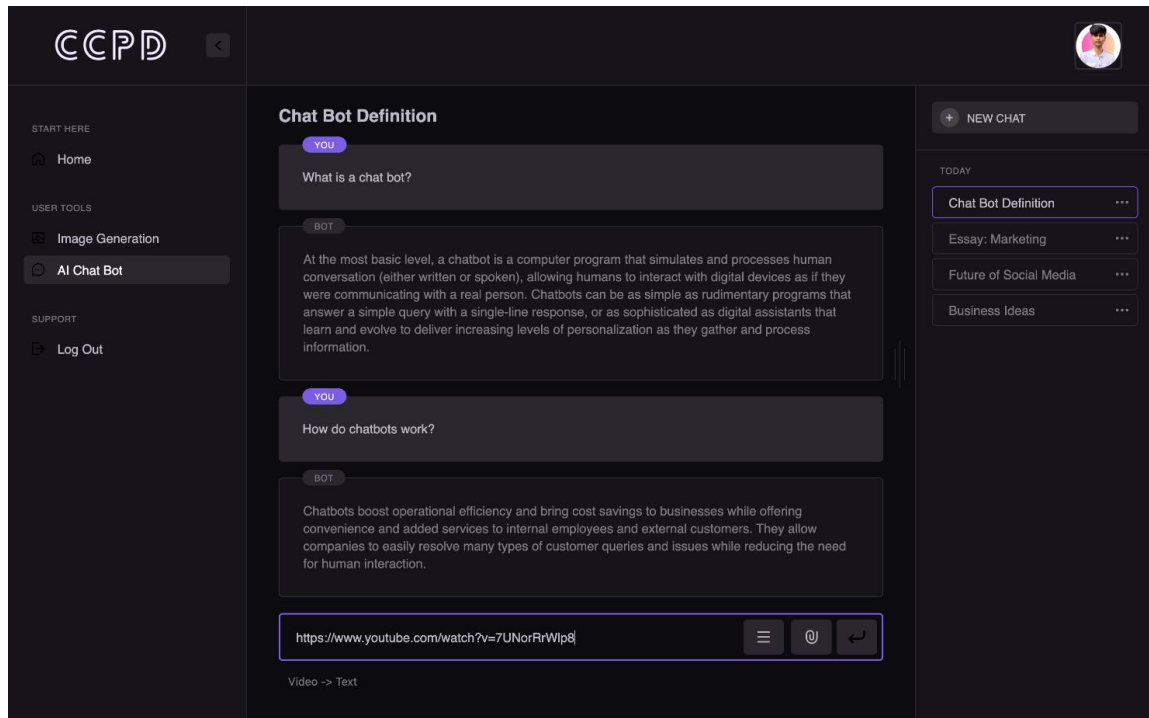 CCPD
START HERE
Home
USER TOOLS
Image Generation
AI Chat Bot
SUPPORT
Log Out
Chat Bot Definition
YOU
What is a chat bot?
BOT
At the most basic level, a chatbot is a computer program that simulates and processes human
conversation (either written or spoken), allowing humans to interact with digital devices as if they
were communicating with a real person. Chatbots can be as simple as rudimentary programs that
answer a simple query with a single-line response, or as sophisticated as digital assistants that
learn and evolve to deliver increasing levels of personalization as they gather and process
information.
YOU
How do chatbots work?
BOT
Chatbots boost operational efficiency and bring cost savings to businesses while offering
convenience and added services to internal employees and external customers. They allow
companies to easily resolve many types of customer queries and issues while reducing the need
for human interaction.
https://www.youtube.com/watch?v=7UNorRrWIp8
Video -> Text
NEW CHAT
TODAY
Chat Bot Definition
Essay: Marketing
Future of Social Media
Business Ideas